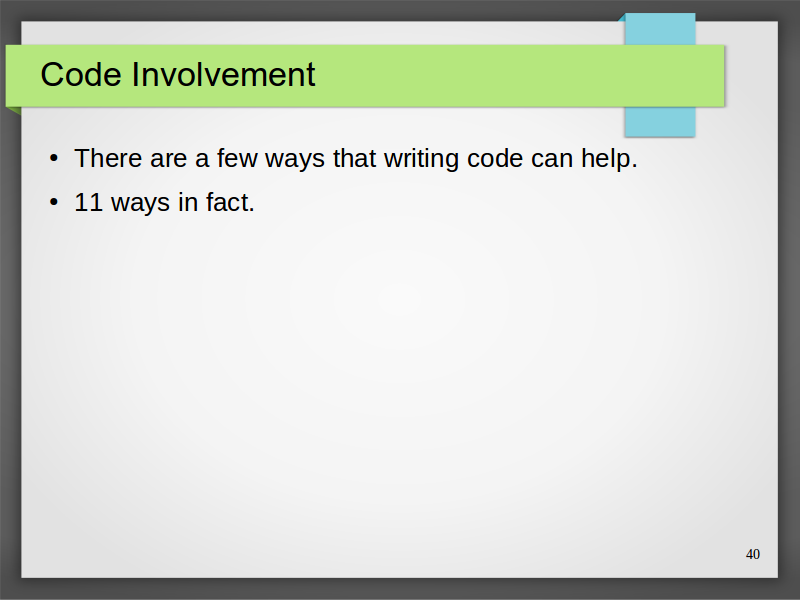 Code Involvement
• There are a few ways that writing code can help.
• 11 ways in fact.
40